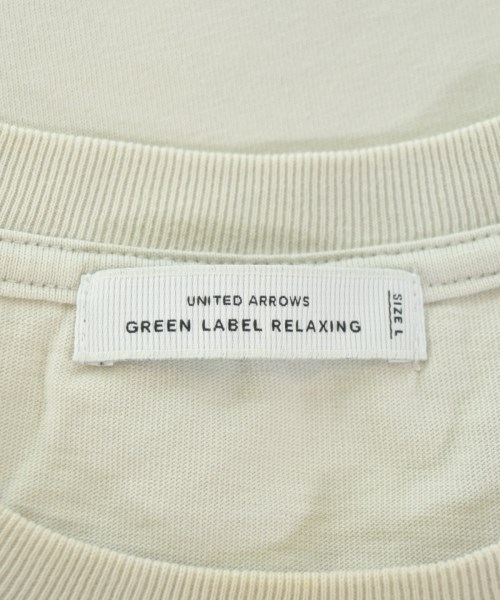 UNITED ARROWS
GREEN LABEL RELAXING
SIZE L